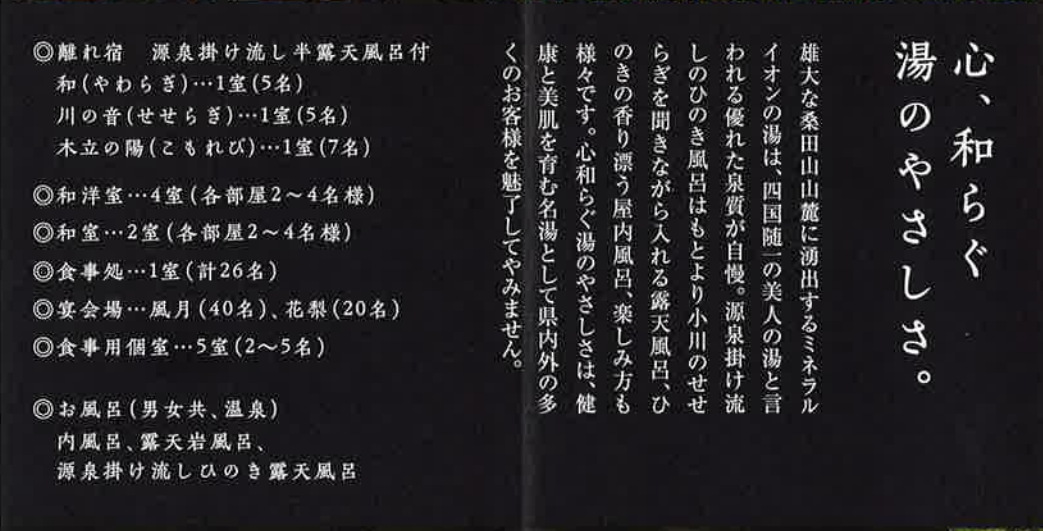 心、和らぐ
湯のやさしさ。
雄大な桑田山山麓に湧出するミネラル
イオンの湯は、四国随一の美人の湯と言
われる優れた泉質が自慢。源泉掛け流
しのひのき風呂はもとより小川のせせ
らぎを聞きながら入れる露天風呂、ひ
のきの香り漂う屋内風呂、楽しみ方も
様々です。心和らぐ湯のやさしさは、健
康と美肌を育む名湯として県内外の多
くのお客様を魅了してやみません。
◎離れ宿　源泉掛け流し半露天風呂付
和(やわらぎ)…1室(5名)
川の音(せせらぎ)…1室(5名)
木立の陽(こもれび)…1室(7名)
◎和洋室…4室(各部屋2〜4名様)
◎和室…2室(各部屋2〜4名様)
◎食事処…1室(計26名)
◎宴会場…風月(40名)、花梨(20名)
◎食事用個室…5室(2〜5名)
◎お風呂(男女共、温泉)
内風呂、露天岩風呂、
源泉掛け流しひのき露天風呂